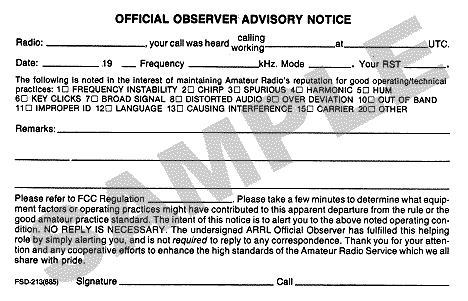 OFFICIAL OBSERVER ADVISORY NOTICE
Radio: , your call was heard calling working at UTC.
Date: 19 Frequency kHz. Mode . Your RST .
The following is noted in the interest of maintaining Amateur Radio's reputation for good operating/technical
practices: 1☐ FREQUENCY INSTABILITY 2☐ CHIRP 3☐ SPURIOUS 4☐ HARMONIC 5☐ HUM
6☐ KEY CLICKS 7☐ BROAD SIGNAL 8☐ DISTORTED AUDIO 9☐ OVER DEVIATION 10☐ OUT OF BAND
11☐ IMPROPER ID 12☐ LANGUAGE 13☐ CAUSING INTERFERENCE 15☐ CARRIER 20☐ OTHER
Remarks:
Please refer to FCC Regulation . Please take a few minutes to determine what equip-
ment factors or operating practices might have contributed to this apparent departure from the rule or the
good amateur practice standard. The intent of this notice is to alert you to the above noted operating con-
dition. NO REPLY IS NECESSARY. The undersigned ARRL Official Observer has fulfilled this helping
role by simply alerting you, and is not required to reply to any correspondence. Thank you for your atten-
tion and any cooperative efforts to enhance the high standards of the Amateur Radio Service which we all
share with pride.
FSD-213(685) Signature Call
SAMPLE